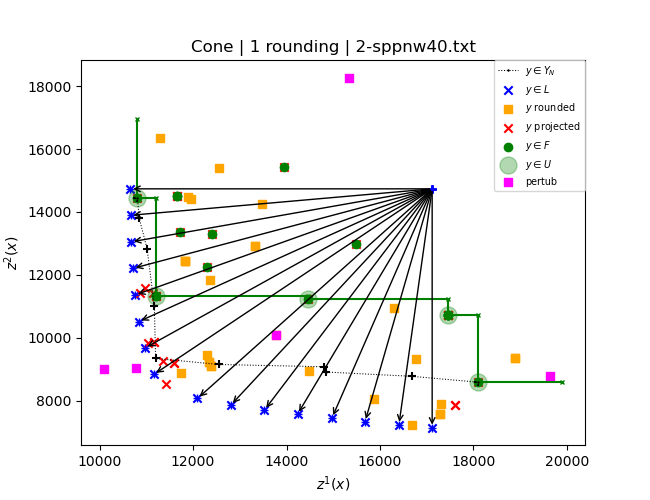 Cone | 1 rounding | 2-sppnw40.txt
y ∈ Y_N
y ∈ L
y rounded
y projected
y ∈ F
y ∈ U
pertub
18000
16000
14000
12000
10000
8000
z²(x)
10000 12000 14000 16000 18000 20000
z¹(x)